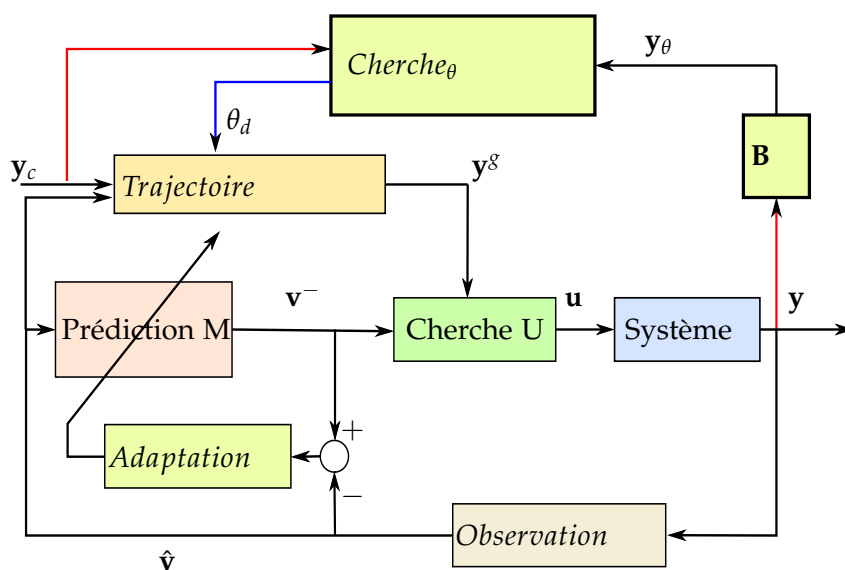 y_θ
Cherche_θ
θ_d
B
y_c
Trajectoire
y^g
v^−
u
y
Prédiction M
Cherche U
Système
+
Adaptation
−
Observation
v̂